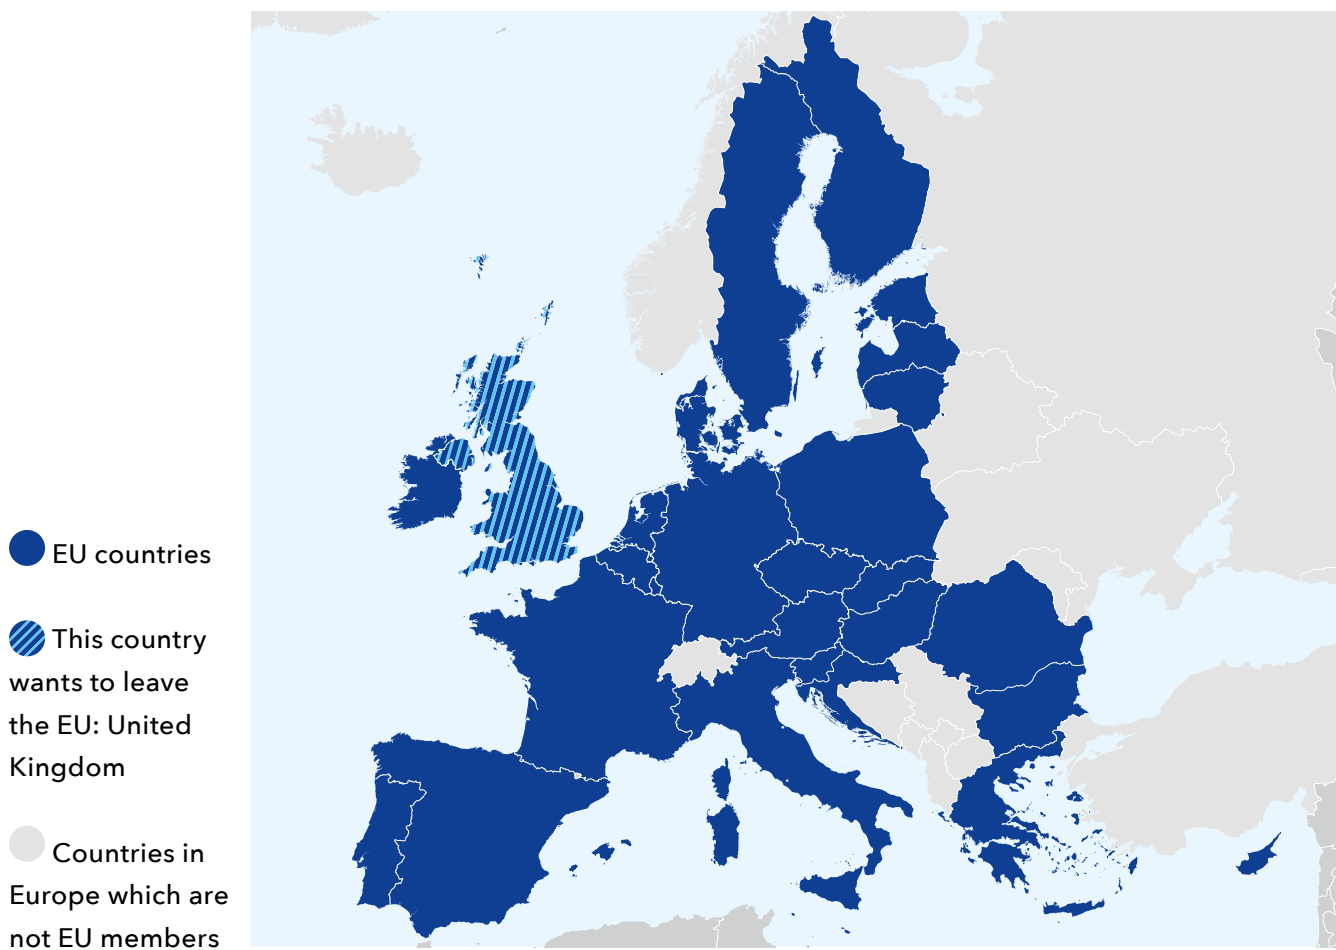 EU countries
This country
wants to leave
the EU: United
Kingdom
Countries in
Europe which are
not EU members